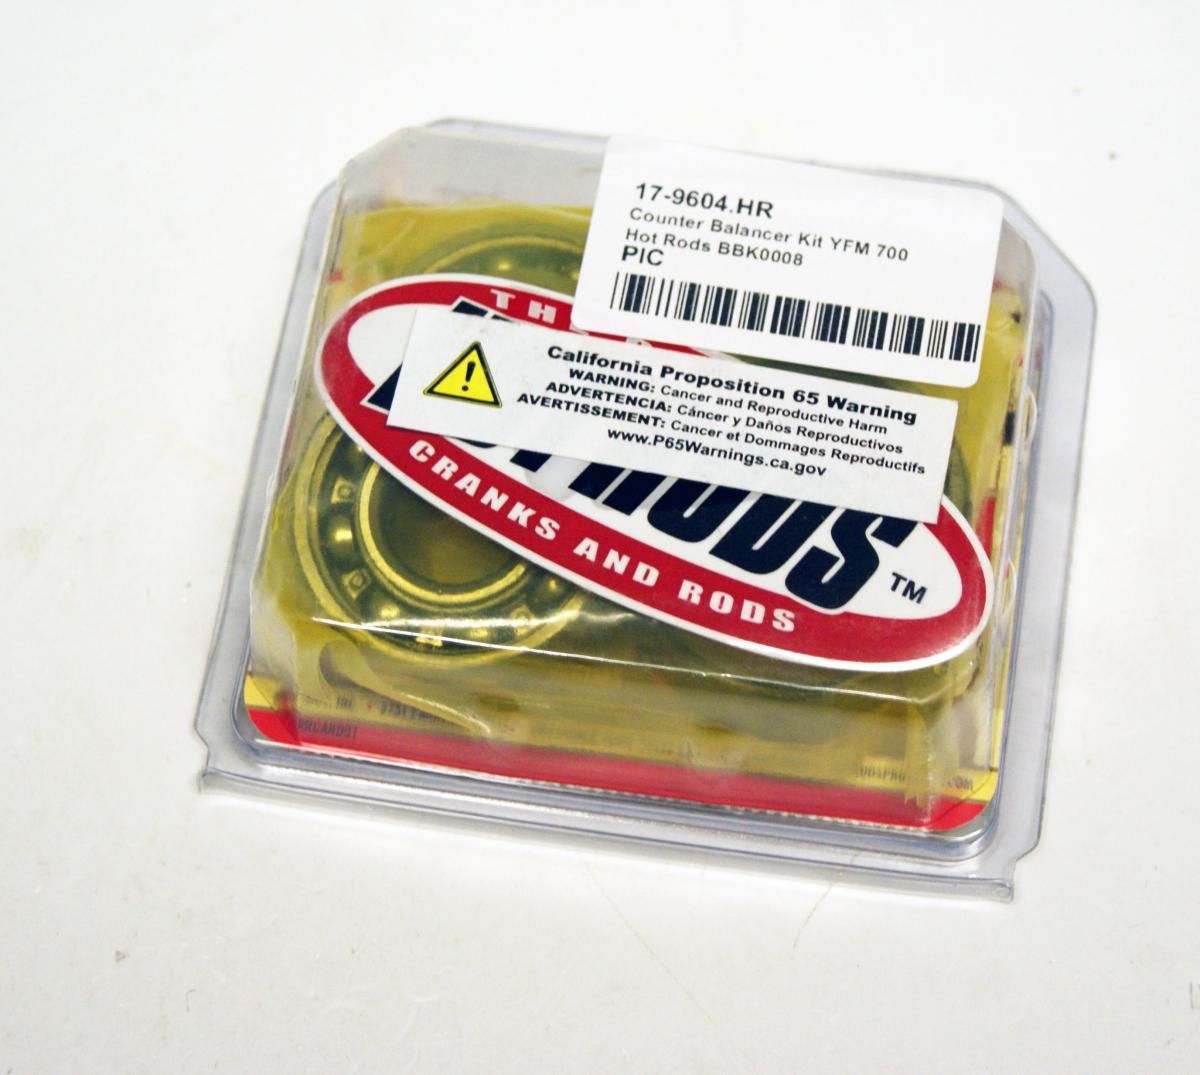 17-9604.HR
Counter Balancer Kit YFM 700
Hot Rods BBK0008
PIC
California Proposition 65 Warning
WARNING: Cancer and Reproductive Harm
ADVERTENCIA: Cáncer y Daños Reproductivos
AVERTISSEMENT: Cancer et Dommages Reproductifs
www.P65Warnings.ca.gov
RODS TM
CRANKS AND RODS